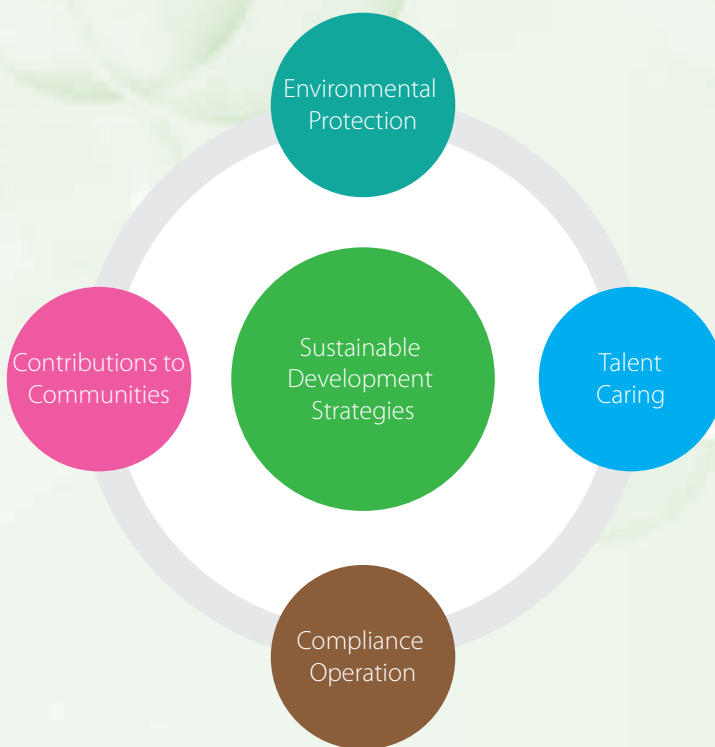 Environmental
Protection
Contributions to
Communities
Sustainable
Development
Strategies
Talent
Caring
Compliance
Operation